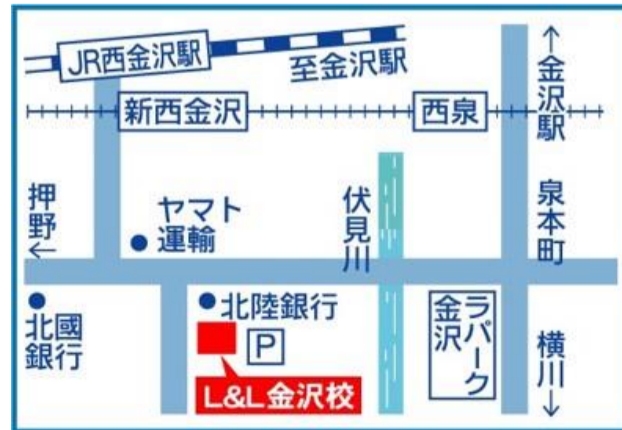 JR西金沢駅
至金沢駅
↑金沢駅
新西金沢
西泉
押野←
ヤマト
運輸
伏見川
泉本町
北國
銀行
北陸銀行
P
ラパーク
金沢
横川↓
L&L金沢校